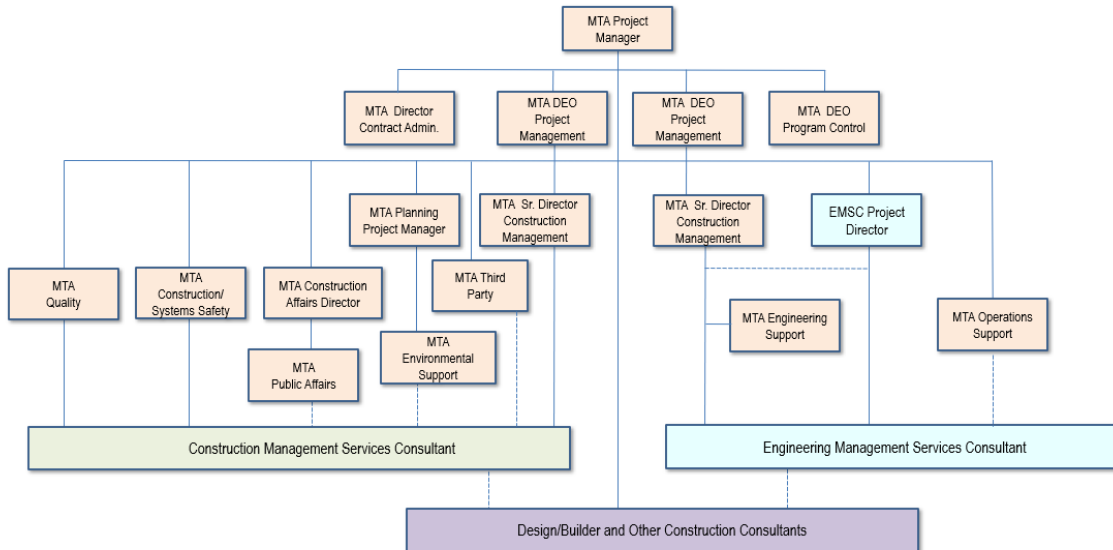 MTA Project
Manager
MTA Director
Contract Admin.
MTA DEO
Project
Management
MTA DEO
Project
Management
MTA DEO
Program Control
MTA Planning
Project Manager
MTA Sr. Director
Construction
Management
MTA Sr. Director
Construction
Management
EMSC Project
Director
MTA
Quality
MTA
Construction/
Systems Safety
MTA Construction
Affairs Director
MTA Third
Party
MTA Engineering
Support
MTA Operations
Support
MTA
Public Affairs
MTA
Environmental
Support
Construction Management Services Consultant
Engineering Management Services Consultant
Design/Builder and Other Construction Consultants